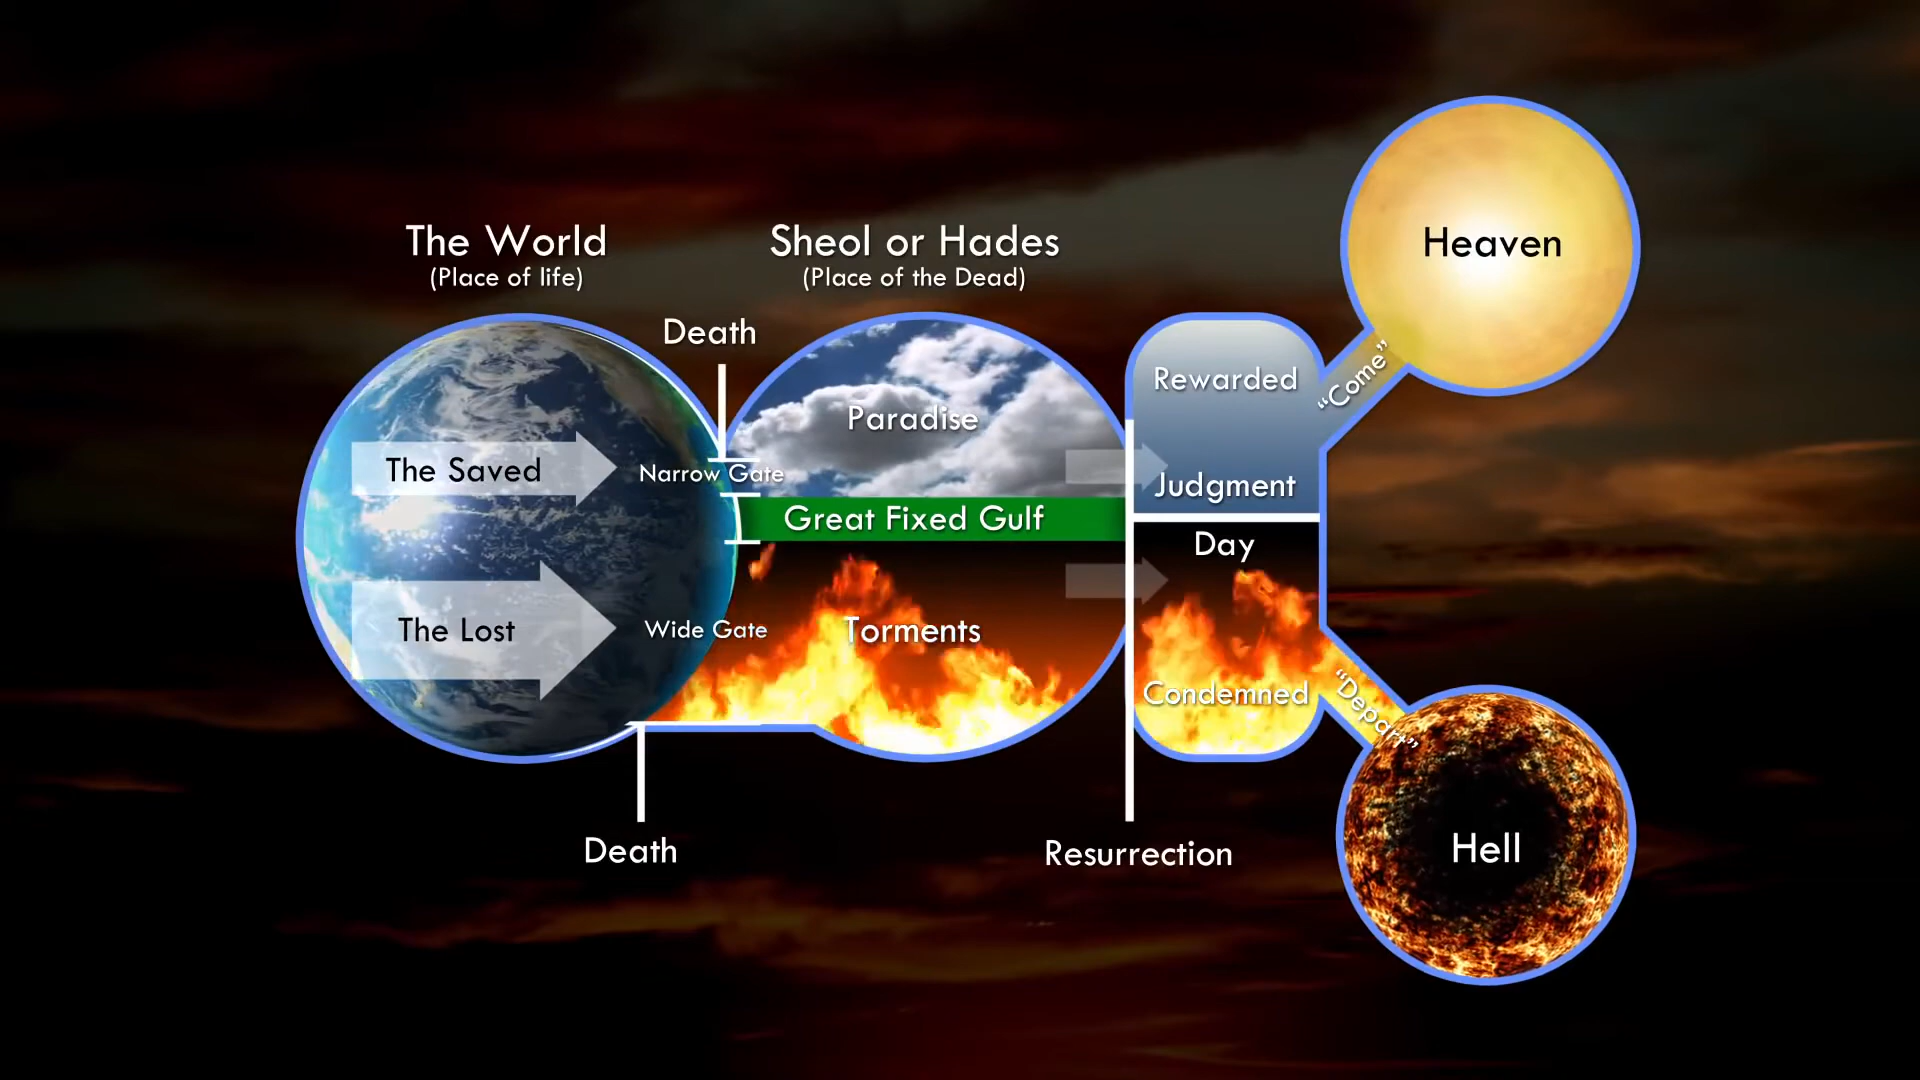 The World
(Place of life)
Sheol or Hades
(Place of the Dead)
Heaven
Death
"Come"
Rewarded
Paradise
The Saved
Narrow Gate
Judgment
Great Fixed Gulf
Day
The Lost
Wide Gate
Torments
Condemned
"Depart"
Death
Resurrection
Hell